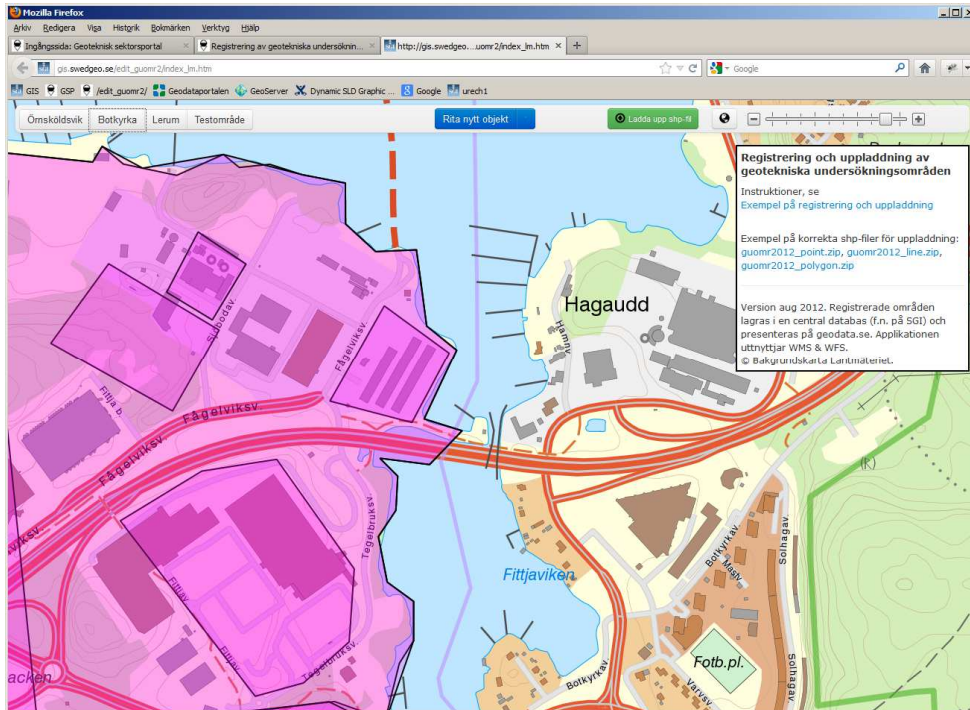 Mozilla Firefox
Arkiv Redigera Visa Historik Bokmärken Verktyg Hjälp
Ingångssida: Geoteknisk sektorsportal × Registrering av geotekniska undersöknin... × http://gis.swedgeo....uomr2/index_lm.htm × +
gis.swedgeo.se/edit_guomr2/index_lm.htm Google
GIS GSP /edit_guomr2/ Geodataportalen GeoServer Dynamic SLD Graphic ... Google urech1
Örnsköldsvik Botkyrka Lerum Testområde Rita nytt objekt Ladda upp shp-fil
Registrering och uppladdning av
geotekniska undersökningsområden
Instruktioner, se
Exempel på registrering och uppladdning
Exempel på korrekta shp-filer för uppladdning:
guomr2012_point.zip, guomr2012_line.zip,
guomr2012_polygon.zip
Version aug 2012. Registrerade områden
lagras i en central databas (f.n. på SGI) och
presenteras på geodata.se. Applikationen
uttnyttjar WMS & WFS.
© Bakgrundskarta Lantmäteriet.
Hagaudd
Hamnv
Fågelviksv.
Fittja b.
Fågelviksv.
Fågelviksv.
Tegelbruksv.
(K)
Botkyrkav.
Solhagav.
Fittjaviken
Fittjav
Fittjav.
Tegelbruksv.
Fotb.pl.
Solhagav.
Botkyrkav.
Varvsv.
acken